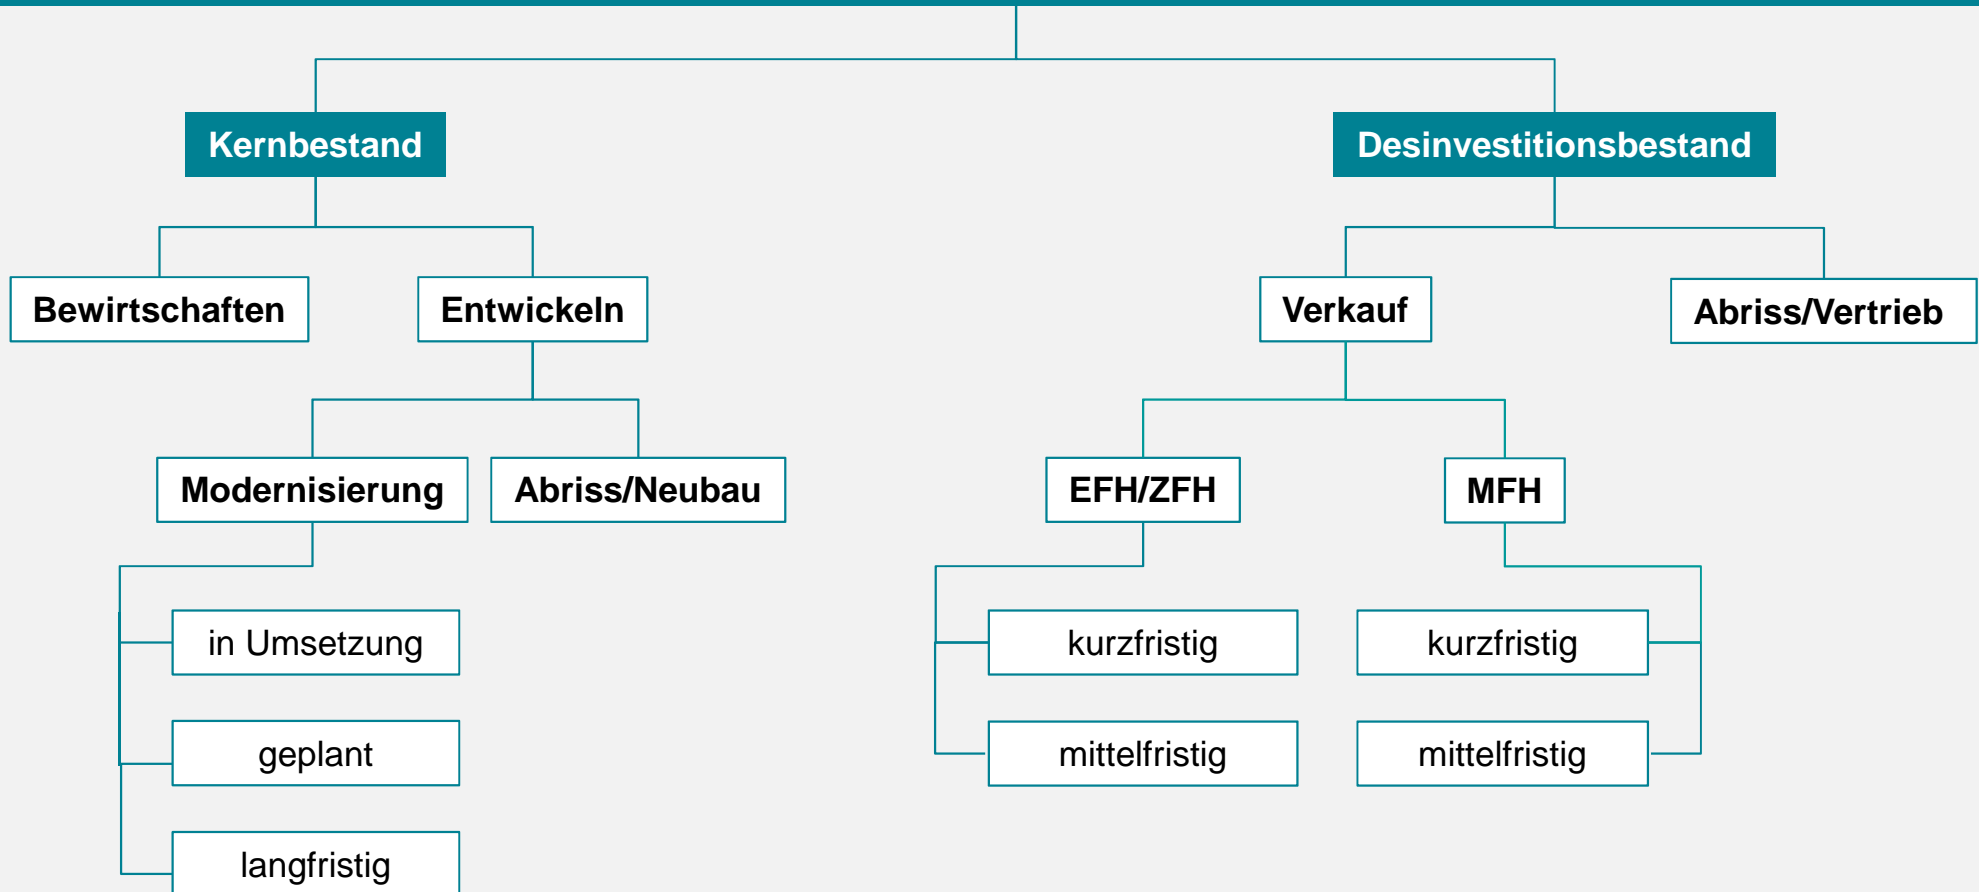 Kernbestand
Desinvestitionsbestand
Bewirtschaften
Entwickeln
Verkauf
Abriss/Vertrieb
Modernisierung
Abriss/Neubau
EFH/ZFH
MFH
in Umsetzung
kurzfristig
kurzfristig
geplant
mittelfristig
mittelfristig
langfristig